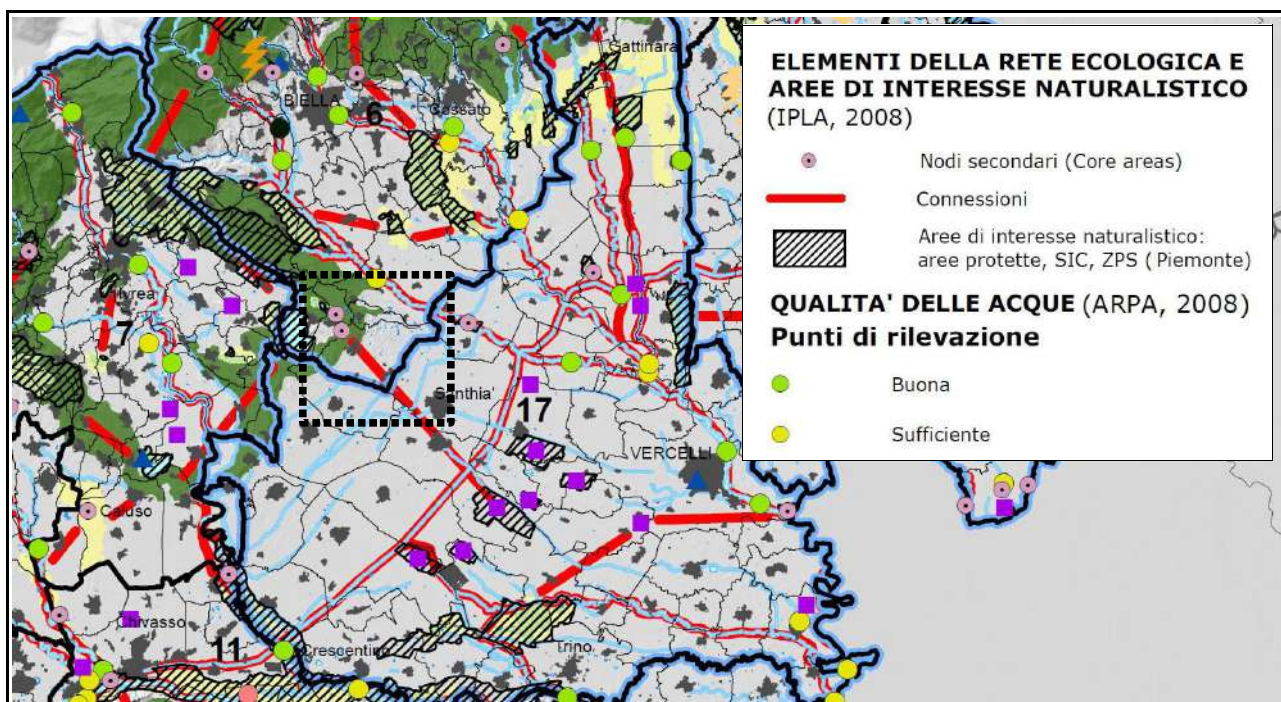 Gattinara
BIELLA
6
Cossato
Ivrea
7
Santhia'
17
VERCELLI
Caluso
Chivasso
11
Crescentino
Trino
ELEMENTI DELLA RETE ECOLOGICA E
AREE DI INTERESSE NATURALISTICO
(IPLA, 2008)
Nodi secondari (Core areas)
Connessioni
Aree di interesse naturalistico:
aree protette, SIC, ZPS (Piemonte)
QUALITA' DELLE ACQUE (ARPA, 2008)
Punti di rilevazione
Buona
Sufficiente